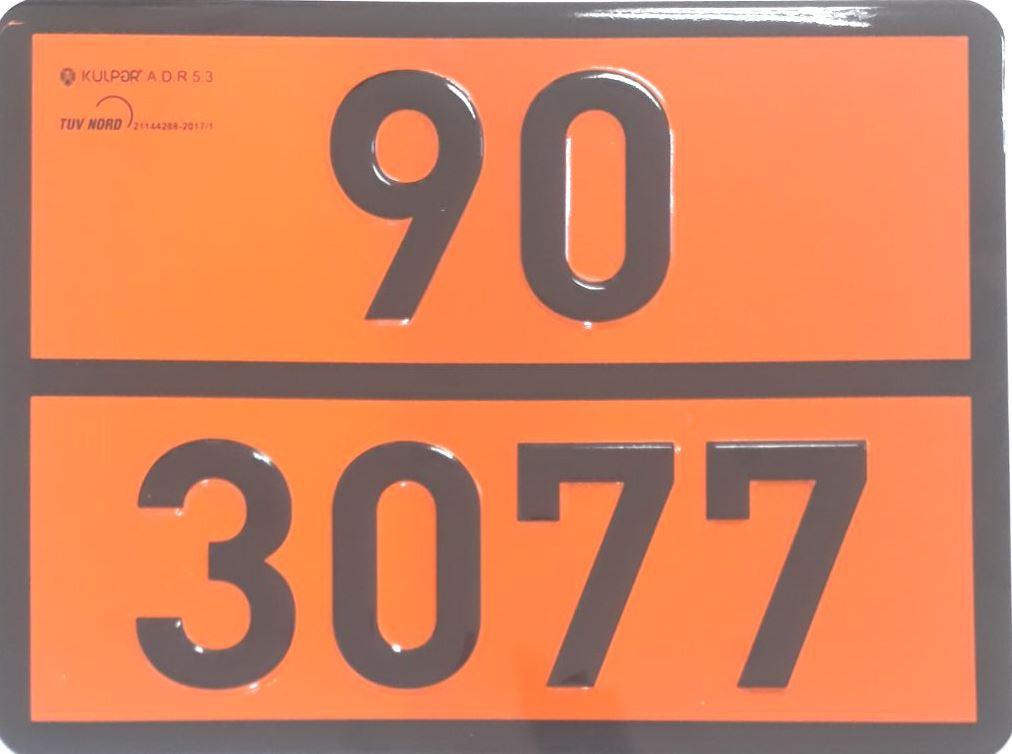 KULPAR A.D.R 5.3
TUV NORD 21144288-2017/1
90
3077